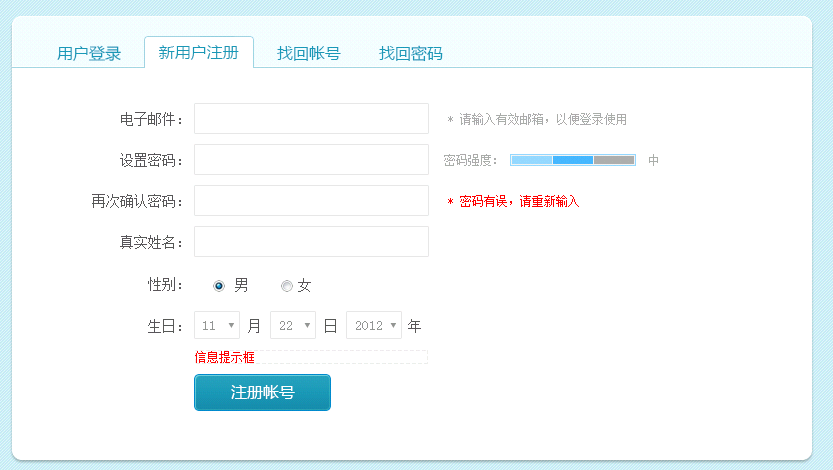 用户登录 新用户注册 找回帐号 找回密码
电子邮件： * 请输入有效邮箱，以便登录使用
设置密码： 密码强度： 中
再次确认密码： * 密码有误，请重新输入
真实姓名：
性别： 男 女
生日： 11 月 22 日 2012 年
信息提示框
注册帐号